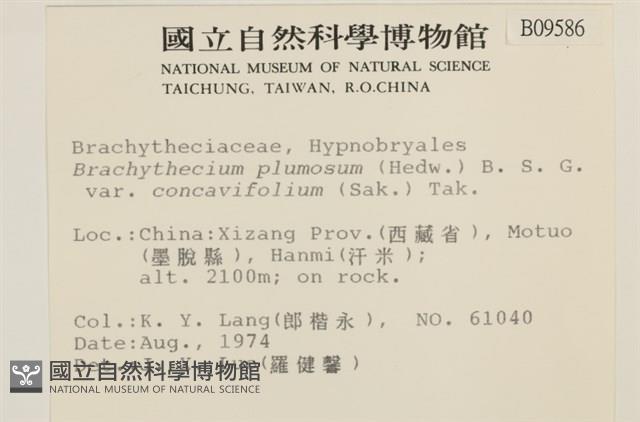 國立自然科學博物館
B09586
NATIONAL MUSEUM OF NATURAL SCIENCE
TAICHUNG, TAIWAN, R.O.CHINA
Brachytheciaceae, Hypnobryales
Brachythecium plumosum (Hedw.) B. S. G.
var. concavifolium (Sak.) Tak.
Loc.:China:Xizang Prov.(西藏省), Motuo
(墨脫縣), Hanmi(汗米);
alt. 2100m; on rock.
Col.:K. Y. Lang(郎楷永), NO. 61040
Date:Aug., 1974
(羅健馨)
國立自然科學博物館
NATIONAL MUSEUM OF NATURAL SCIENCE